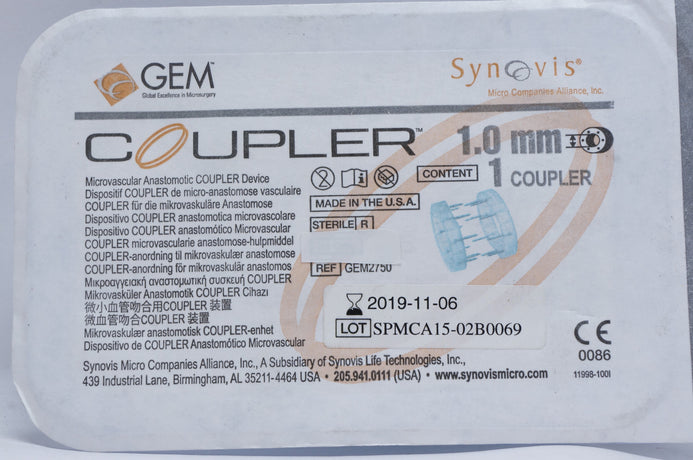 GEM™
Global Excellence in Microsurgery
Synovis®
Micro Companies Alliance, Inc.
COUPLER™
1.0 mm
Microvascular Anastomotic COUPLER Device
Dispositif COUPLER de micro-anastomose vasculaire
COUPLER für die mikrovaskuläre Anastomose
Dispositivo COUPLER anastomotica microvascolare
Dispositivo COUPLER anastomótico Microvascular
COUPLER microvascularie anastomose-hulpmiddel
COUPLER-anordning til mikrovaskulær anastomose
COUPLER-anordning för mikrovaskulär anastomos
Μικροαγγειακή αναστομωτική συσκευή COUPLER
Mikrovasküler Anastomotik COUPLER Cihazı
微小血管吻合用COUPLER 装置
微血管吻合COUPLER 装置
Mikrovaskulær anastomotisk COUPLER-enhet
Dispositivo de COUPLER Anastomótico Microvascular
CONTENT
1 COUPLER
MADE IN THE U.S.A.
STERILE R
REF GEM2750
2019-11-06
LOT SPMCA15-02B0069
CE
0086
11998-100I
Synovis Micro Companies Alliance, Inc., A Subsidiary of Synovis Life Technologies, Inc.,
439 Industrial Lane, Birmingham, AL 35211-4464 USA • 205.941.0111 (USA) • www.synovismicro.com